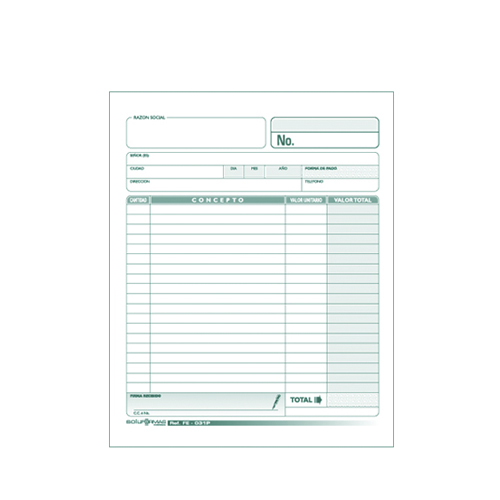 RAZON SOCIAL
No.
SEÑOR (ES)
CIUDAD DIA MES AÑO FORMA DE PAGO
DIRECCION TELEFONO
CANTIDAD CONCEPTO VALOR UNITARIO VALOR TOTAL
FIRMA RECIBIDO
TOTAL
C.C. o Nit.
SOLUFORMAS Ref. FE - 031P